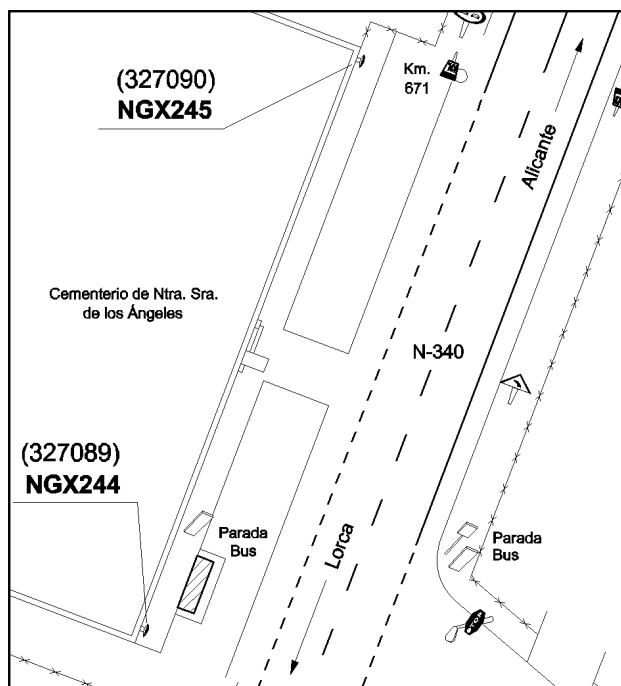 (327090)
NGX245
Km.
671
Alicante
Cementerio de Ntra. Sra.
de los Ángeles
N-340
(327089)
NGX244
Parada
Bus
Lorca
Parada
Bus
STOP